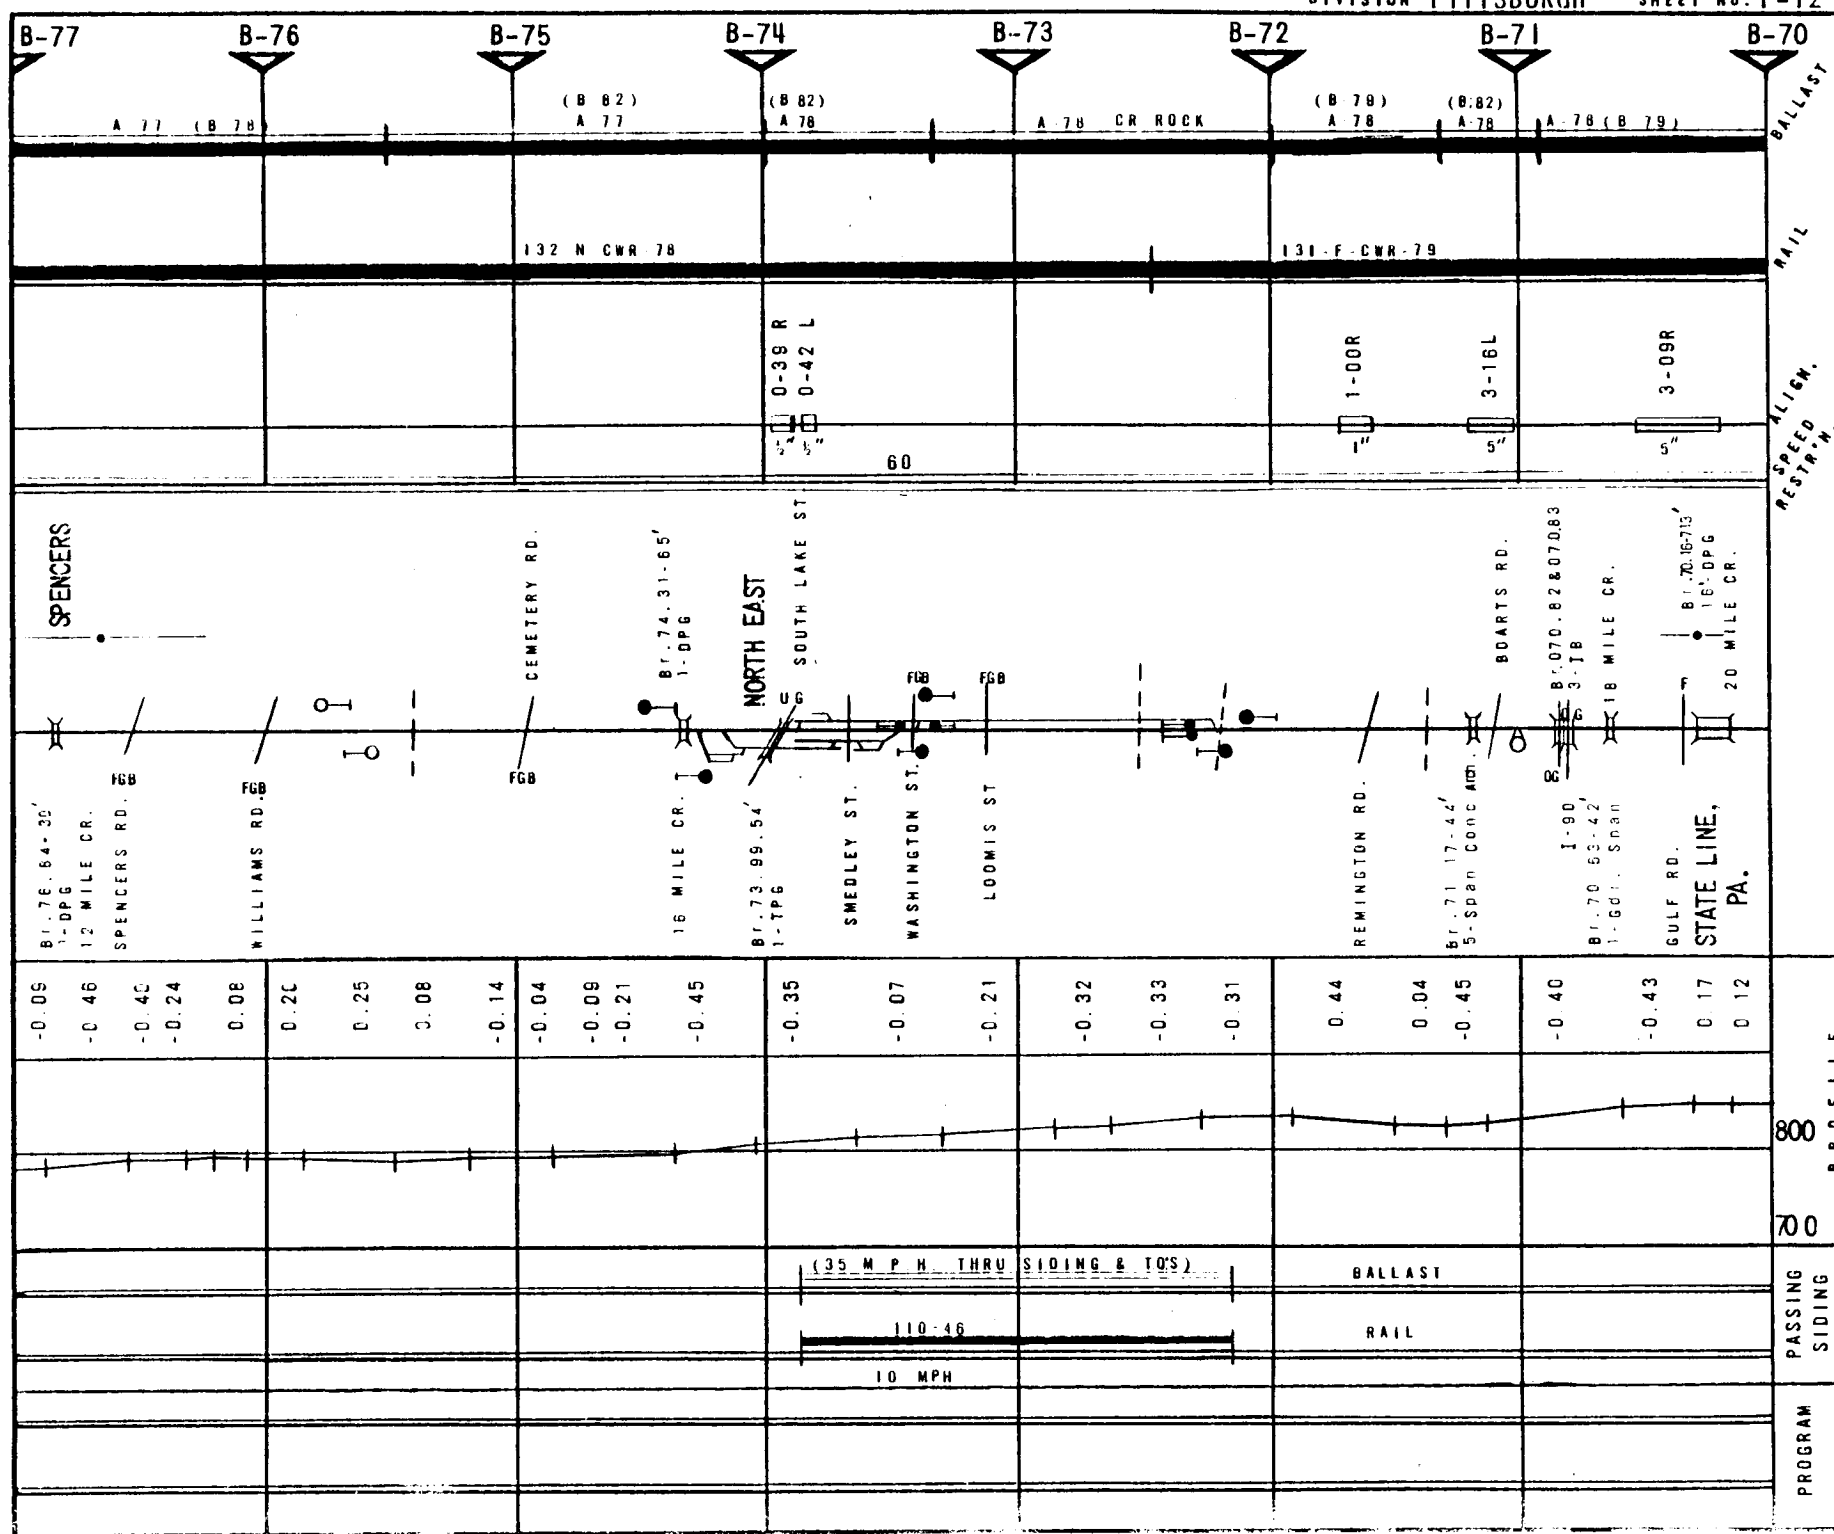 DIVISION PITTSBURGH SHEET NO. 1-12
B-77 B-76 B-75 B-74 B-73 B-72 B-71 B-70
(B 82) (B 82) (B 79) (B.82)
A 77 (B 78) A 77 A 78 A-78 CR ROCK A-78 A-78 A-78 (B 79)
BALLAST
132 N CWR-78 131-F-CWR-79
RAIL
0-39 R
0-42 L
1-00R
3-16L
3-09R
ALIGN.
½" ½" 1" 5" 5"
60
SPEED
RESTR'N.
SPENCERS
CEMETERY RD.
Br.74.31-65'
1-DPG
NORTH EAST
SOUTH LAKE ST
BOARTS RD.
Br.070.82&070.83
3-IB
18 MILE CR.
Br.70.16-713'
16'-DPG
20 MILE CR.
UG
FGB
FGB
OG
F
FGB
FGB
FGB
OG
Br.76.84-30'
1-DPG
12 MILE CR.
SPENCERS RD.
WILLIAMS RD.
16 MILE CR.
Br.73.99.54'
1-TPG
SMEDLEY ST.
WASHINGTON ST.
LOOMIS ST
REMINGTON RD.
Br.71.17-44'
5-Span Conc Arch.
I-90
Br.70.53-42'
1-Gdr. Span
GULF RD.
STATE LINE,
PA.
-0.09 -0.46 -0.40 -0.24 0.08 0.20 0.25 0.08 -0.14 -0.04 -0.09 -0.21 -0.45 -0.35 -0.07 -0.21 -0.32 -0.33 -0.31 0.44 0.04 -0.45 -0.40 -0.43 0.17 0.12
PROFILE
800
700
(35 M P H. THRU SIDING & TO'S) BALLAST
110-46 RAIL
PASSING
SIDING
10 MPH
PROGRAM